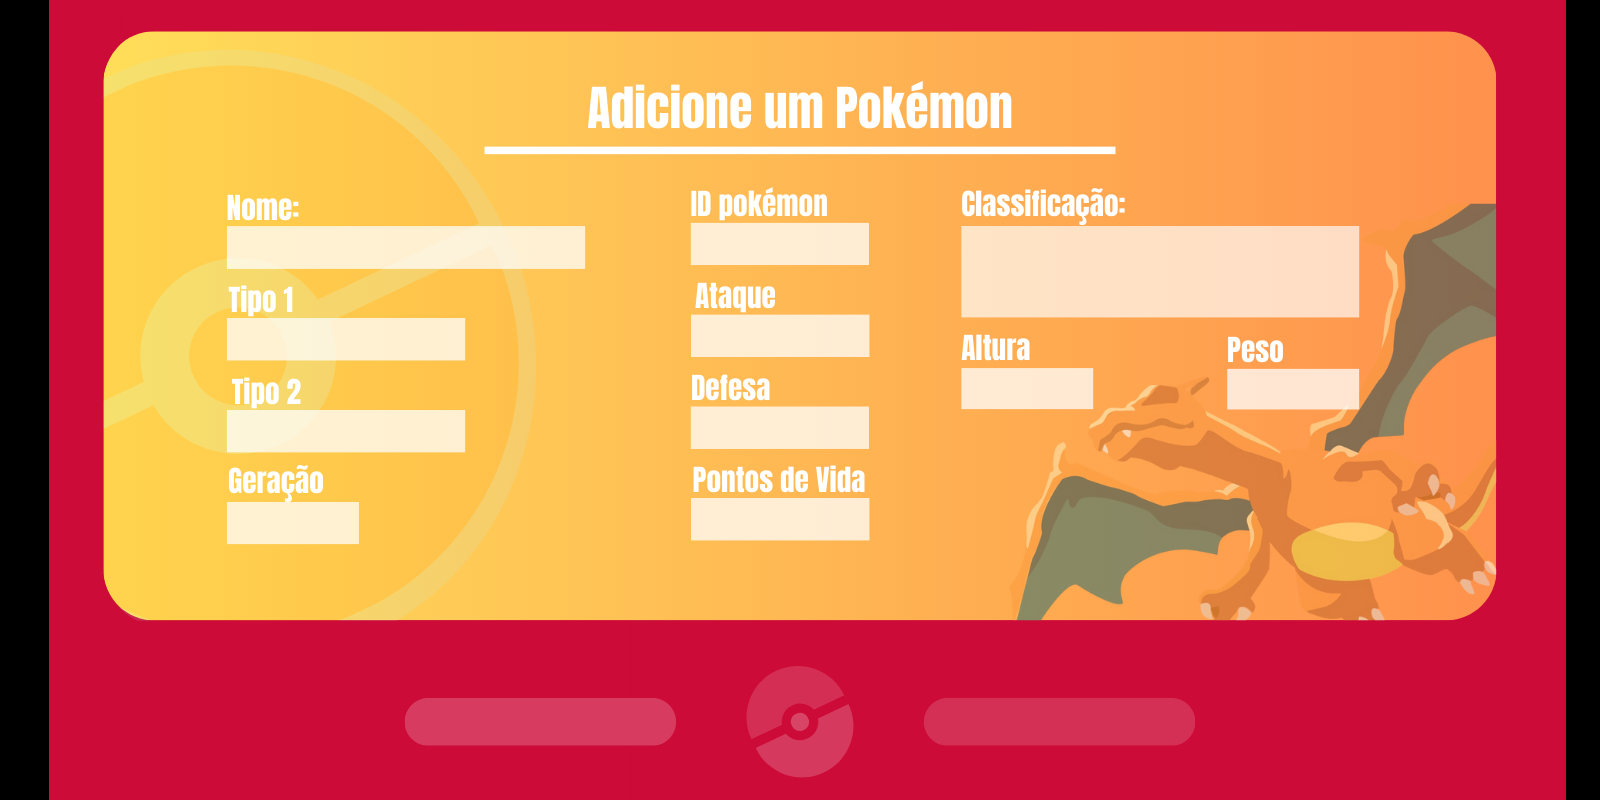 Adicione um Pokémon
Nome:
Tipo 1
Tipo 2
Geração
ID pokémon
Ataque
Defesa
Pontos de Vida
Classificação:
Altura
Peso